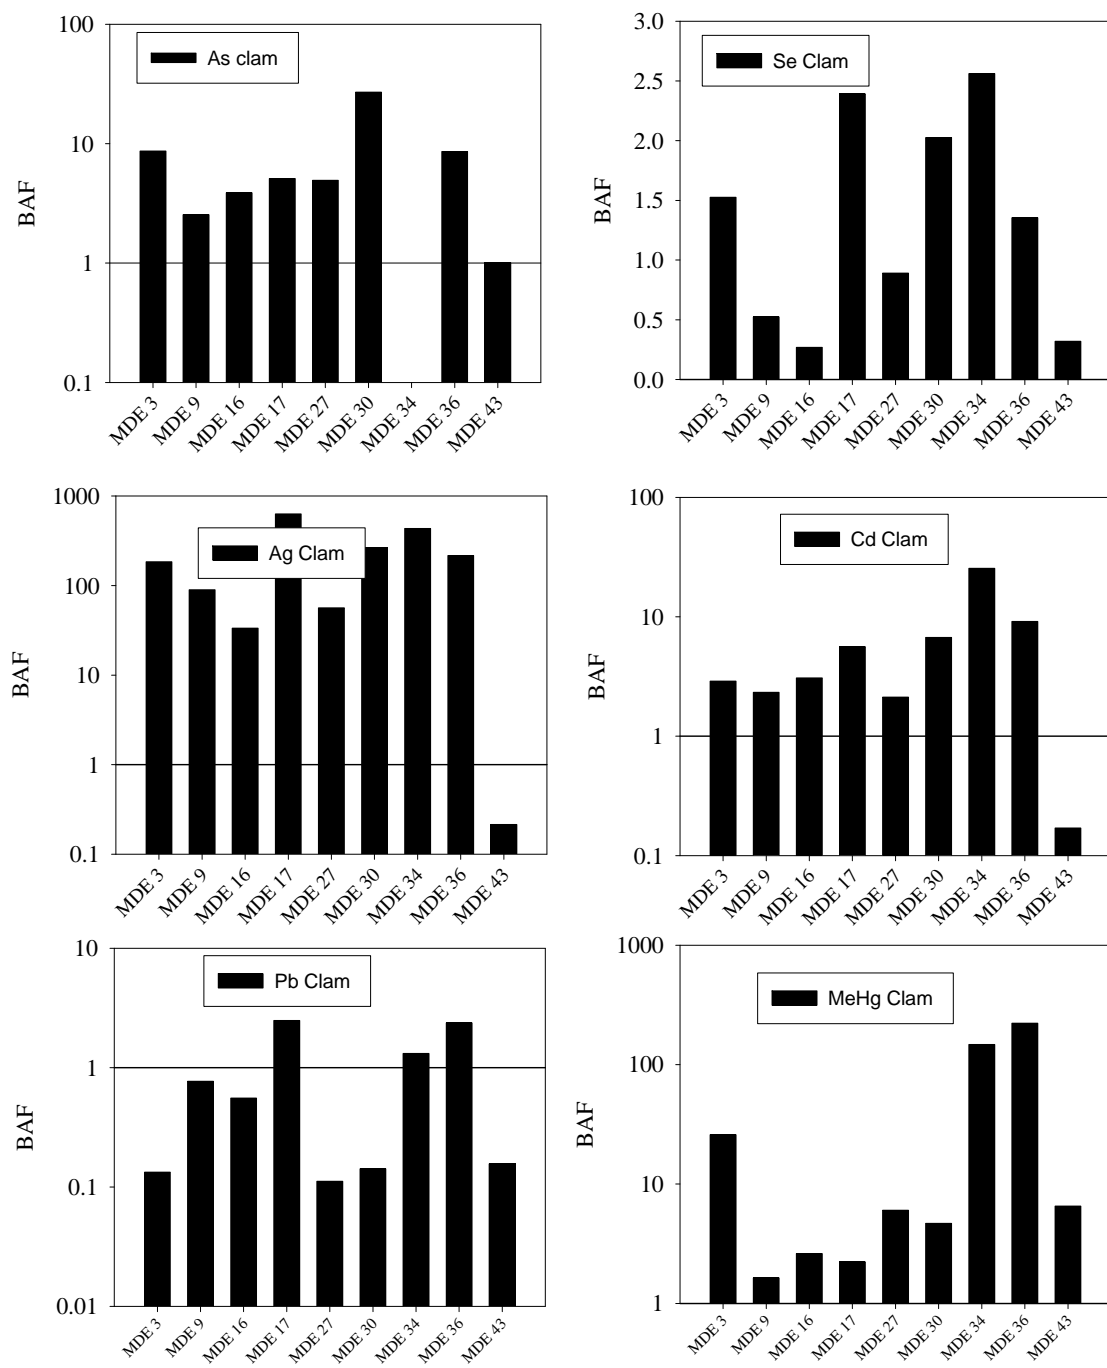 As clam
100
10
1
0.1
BAF
MDE 3
MDE 9
MDE 16
MDE 17
MDE 27
MDE 30
MDE 34
MDE 36
MDE 43
Se Clam
3.0
2.5
2.0
1.5
1.0
0.5
0.0
BAF
MDE 3
MDE 9
MDE 16
MDE 17
MDE 27
MDE 30
MDE 34
MDE 36
MDE 43
Ag Clam
1000
100
10
1
0.1
BAF
MDE 3
MDE 9
MDE 16
MDE 17
MDE 27
MDE 30
MDE 34
MDE 36
MDE 43
Cd Clam
100
10
1
0.1
BAF
MDE 3
MDE 9
MDE 16
MDE 17
MDE 27
MDE 30
MDE 34
MDE 36
MDE 43
Pb Clam
10
1
0.1
0.01
BAF
MDE 3
MDE 9
MDE 16
MDE 17
MDE 27
MDE 30
MDE 34
MDE 36
MDE 43
MeHg Clam
1000
100
10
1
BAF
MDE 3
MDE 9
MDE 16
MDE 17
MDE 27
MDE 30
MDE 34
MDE 36
MDE 43